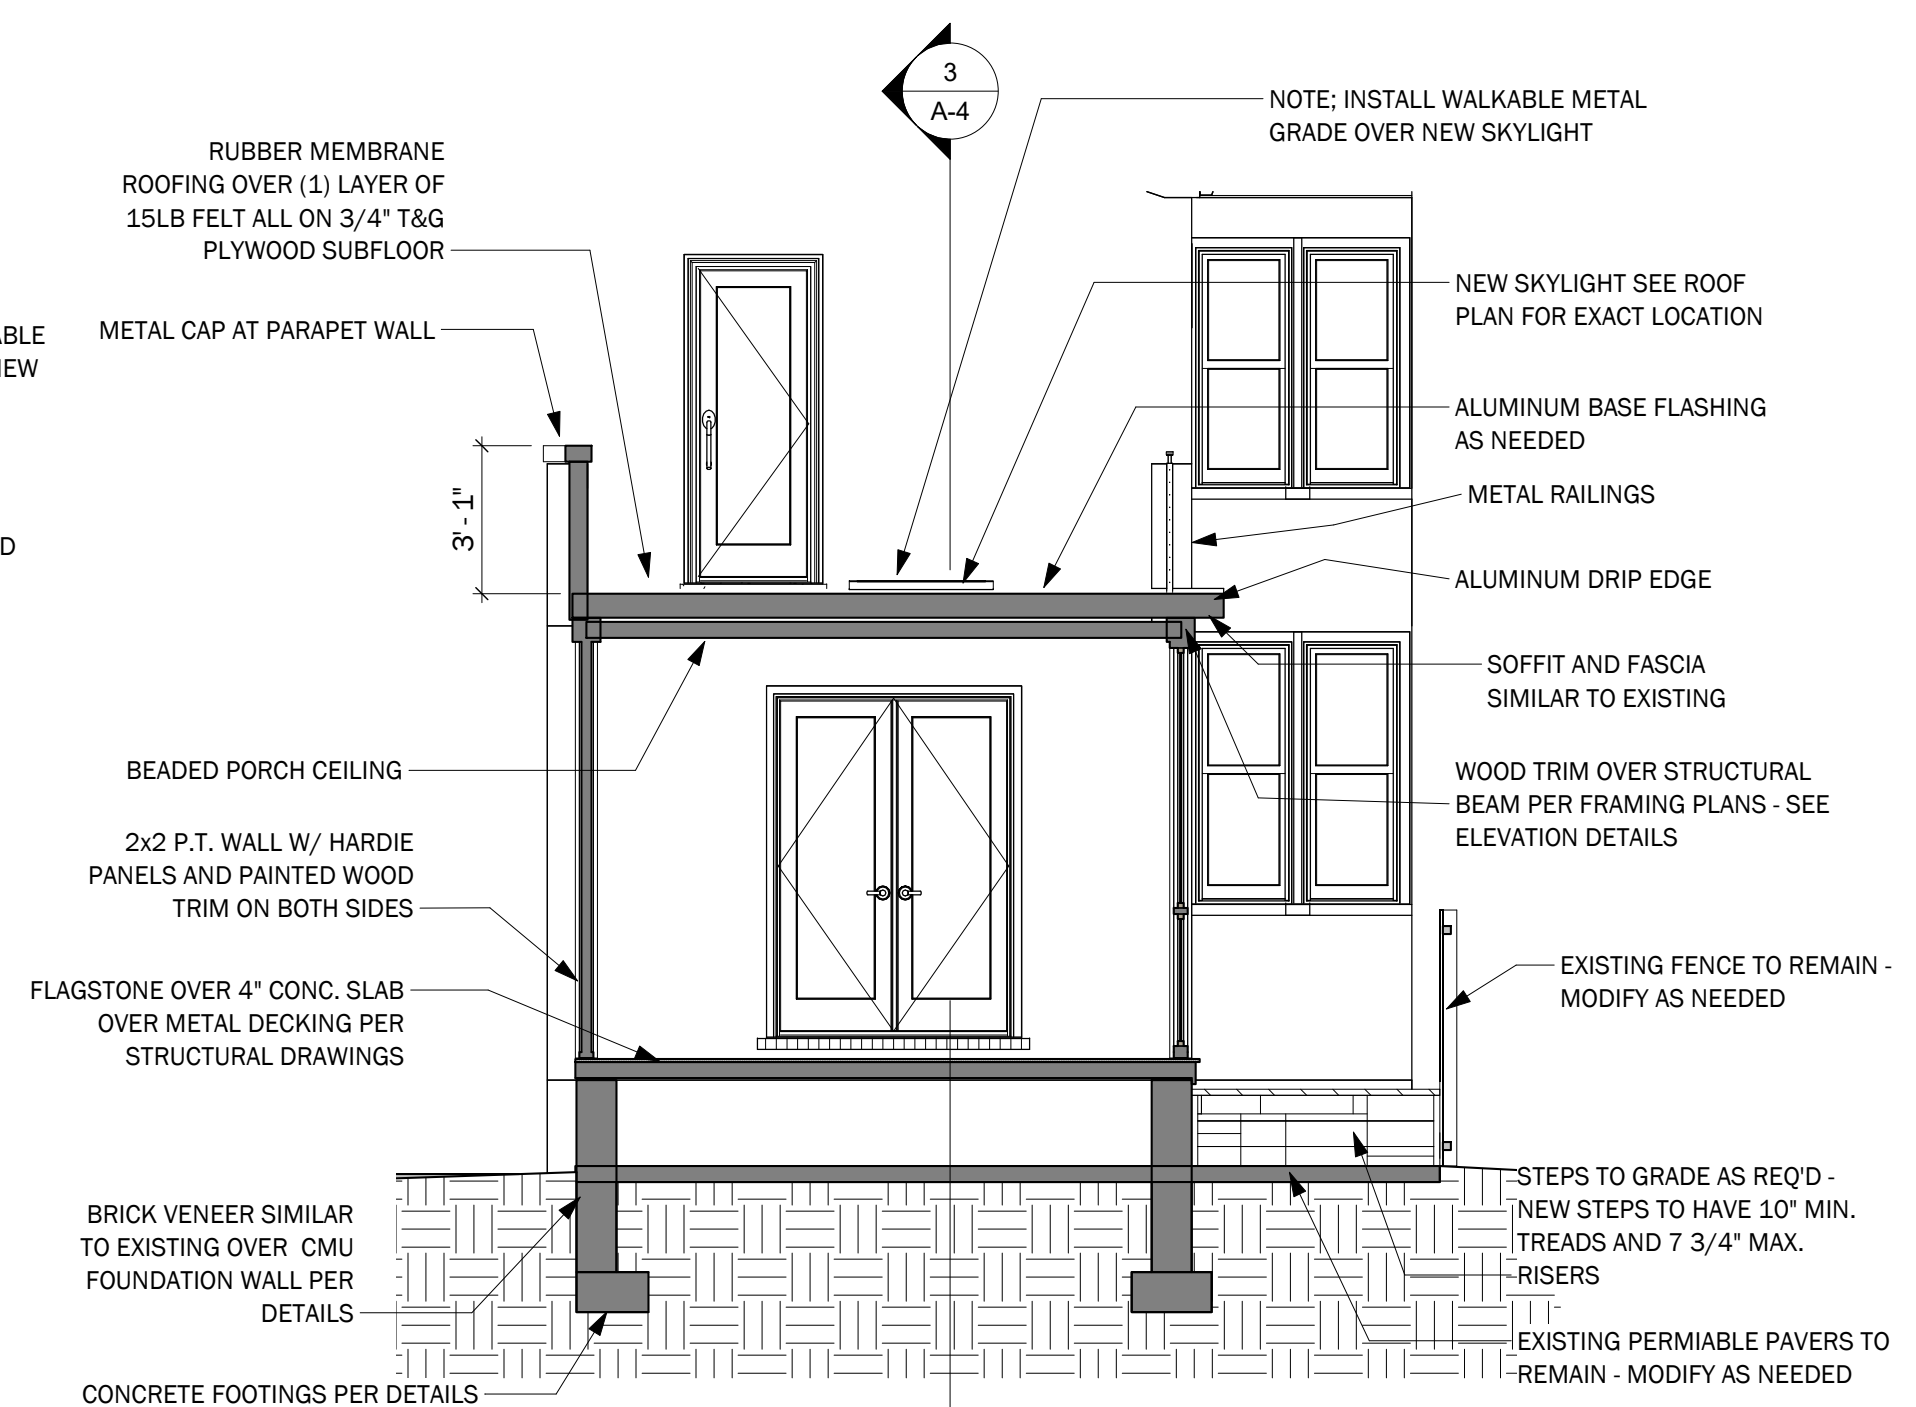 3
A-4
NOTE; INSTALL WALKABLE METAL
GRADE OVER NEW SKYLIGHT
RUBBER MEMBRANE
ROOFING OVER (1) LAYER OF
15LB FELT ALL ON 3/4" T&G
PLYWOOD SUBFLOOR
NEW SKYLIGHT SEE ROOF
PLAN FOR EXACT LOCATION
ABLE
IEW
METAL CAP AT PARAPET WALL
ALUMINUM BASE FLASHING
AS NEEDED
3' - 1"
METAL RAILINGS
D
ALUMINUM DRIP EDGE
SOFFIT AND FASCIA
SIMILAR TO EXISTING
BEADED PORCH CEILING
WOOD TRIM OVER STRUCTURAL
BEAM PER FRAMING PLANS - SEE
ELEVATION DETAILS
2x2 P.T. WALL W/ HARDIE
PANELS AND PAINTED WOOD
TRIM ON BOTH SIDES
EXISTING FENCE TO REMAIN -
MODIFY AS NEEDED
FLAGSTONE OVER 4" CONC. SLAB
OVER METAL DECKING PER
STRUCTURAL DRAWINGS
STEPS TO GRADE AS REQ'D -
NEW STEPS TO HAVE 10" MIN.
TREADS AND 7 3/4" MAX.
RISERS
BRICK VENEER SIMILAR
TO EXISTING OVER  CMU
FOUNDATION WALL PER
DETAILS
EXISTING PERMIABLE PAVERS TO
REMAIN - MODIFY AS NEEDED
CONCRETE FOOTINGS PER DETAILS